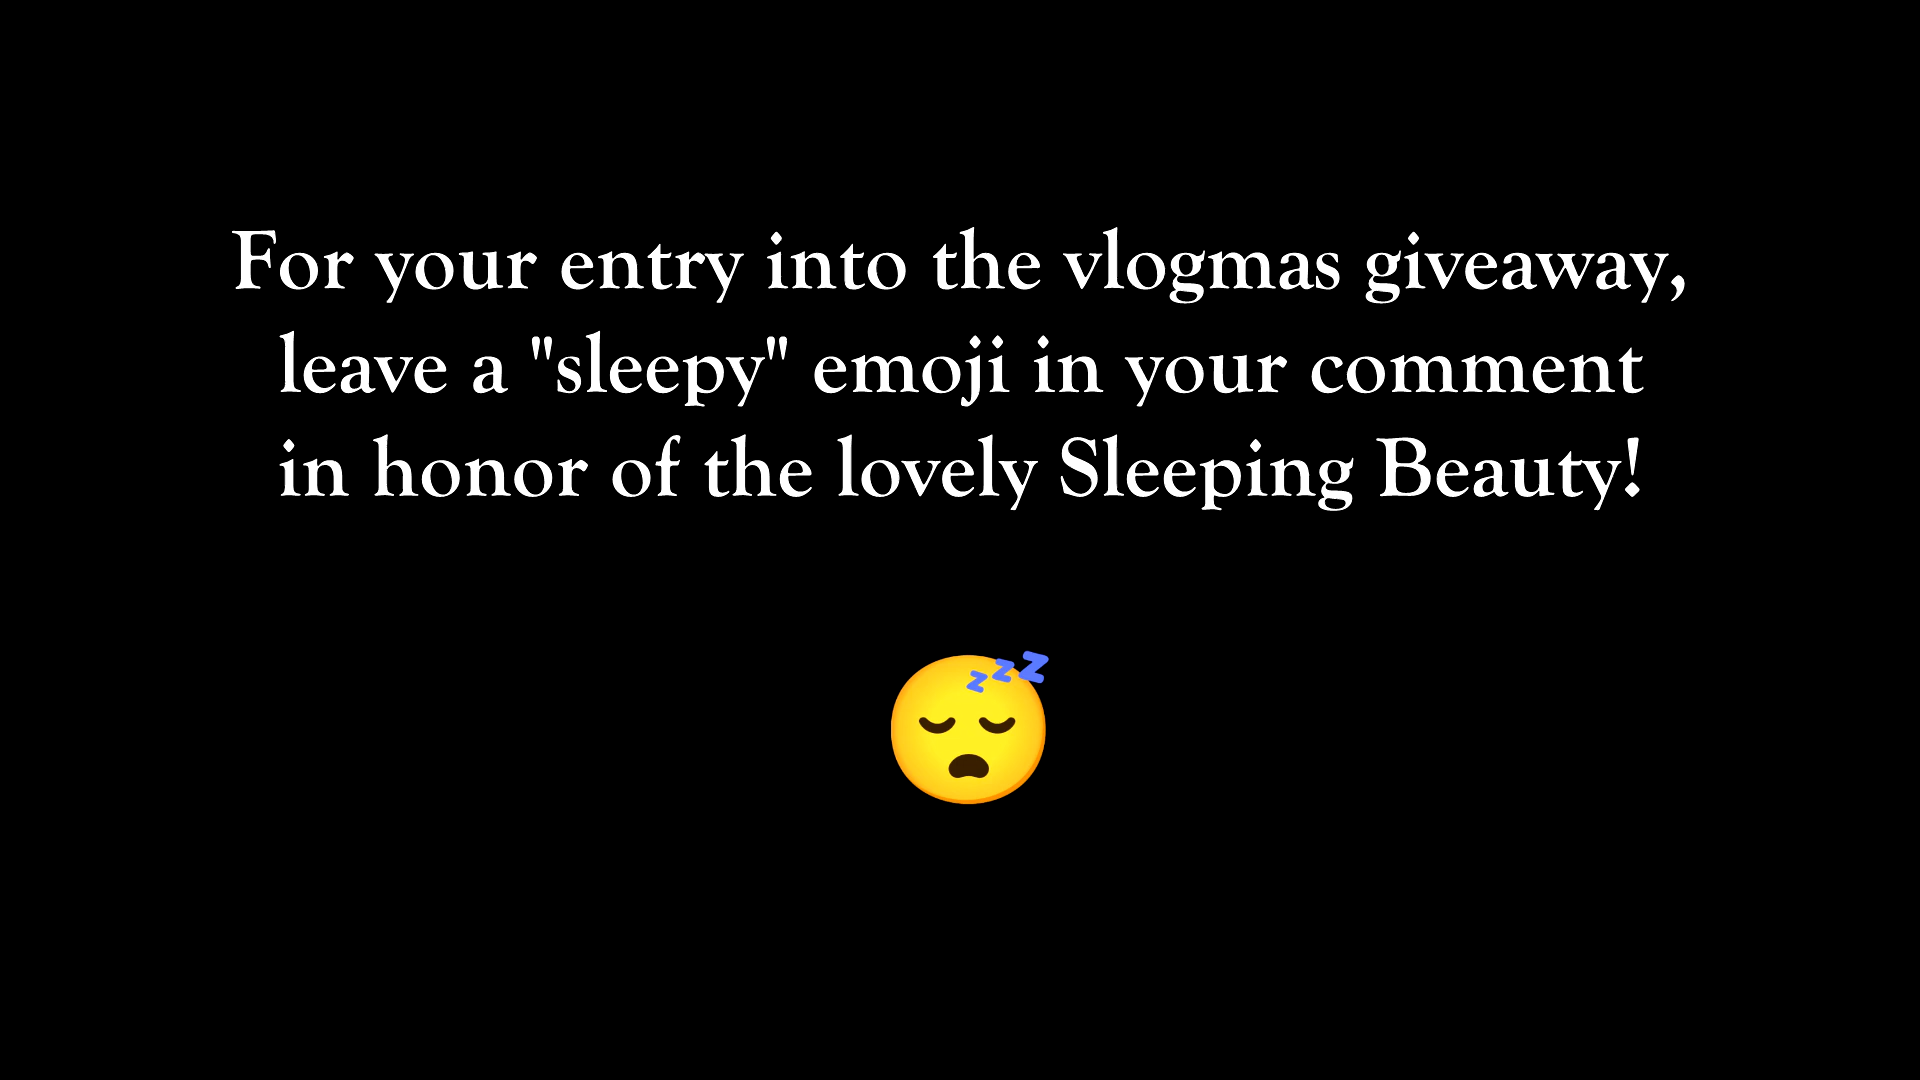 For your entry into the vlogmas giveaway,
leave a "sleepy" emoji in your comment
in honor of the lovely Sleeping Beauty!
😴